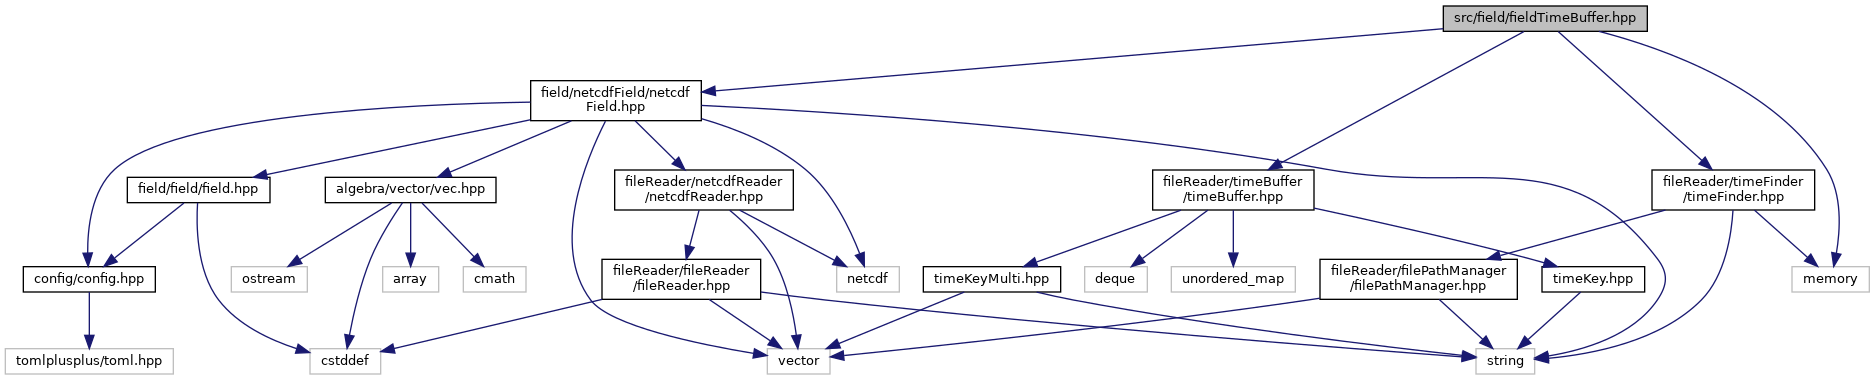 src/field/fieldTimeBuffer.hpp
field/netcdfField/netcdf
Field.hpp
field/field/field.hpp
algebra/vector/vec.hpp
fileReader/netcdfReader
/netcdfReader.hpp
fileReader/timeBuffer
/timeBuffer.hpp
fileReader/timeFinder
/timeFinder.hpp
config/config.hpp
ostream
array
cmath
fileReader/fileReader
/fileReader.hpp
netcdf
timeKeyMulti.hpp
deque
unordered_map
fileReader/filePathManager
/filePathManager.hpp
timeKey.hpp
memory
tomlplusplus/toml.hpp
cstddef
vector
string